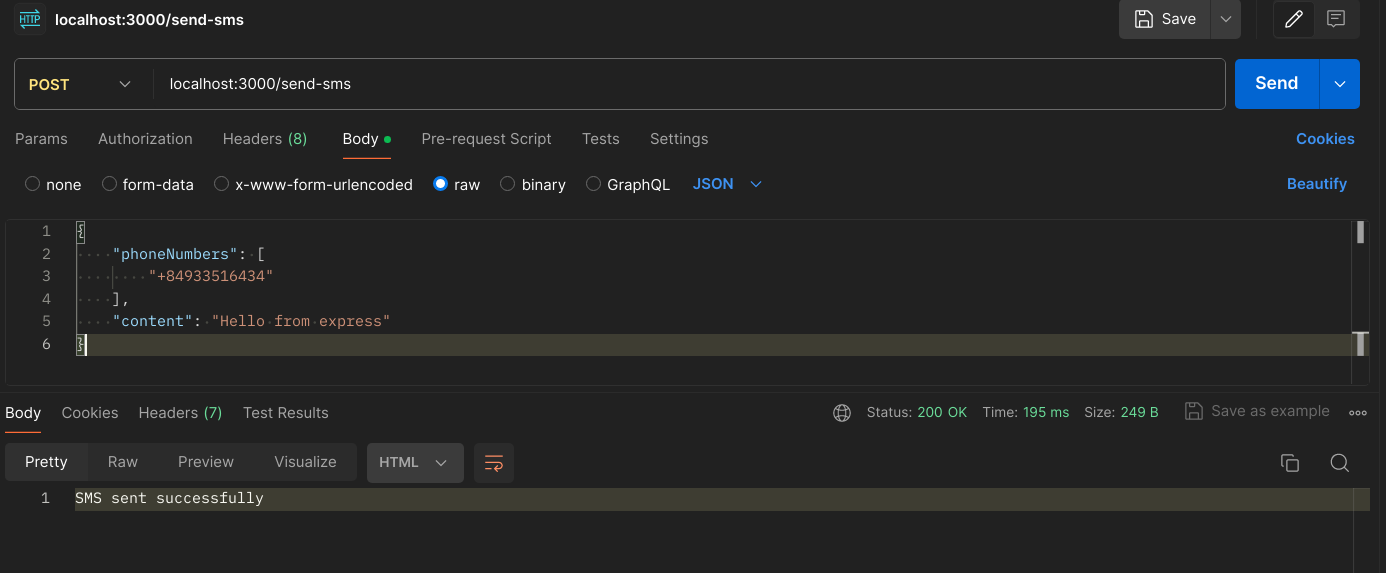 HTTP localhost:3000/send-sms Save
POST localhost:3000/send-sms Send
Params Authorization Headers (8) Body Pre-request Script Tests Settings Cookies
none form-data x-www-form-urlencoded raw binary GraphQL JSON Beautify
1 {
2 "phoneNumbers": [
3 "+84933516434"
4 ],
5 "content": "Hello from express"
6 }
Body Cookies Headers (7) Test Results Status: 200 OK Time: 195 ms Size: 249 B Save as example
Pretty Raw Preview Visualize HTML
1 SMS sent successfully